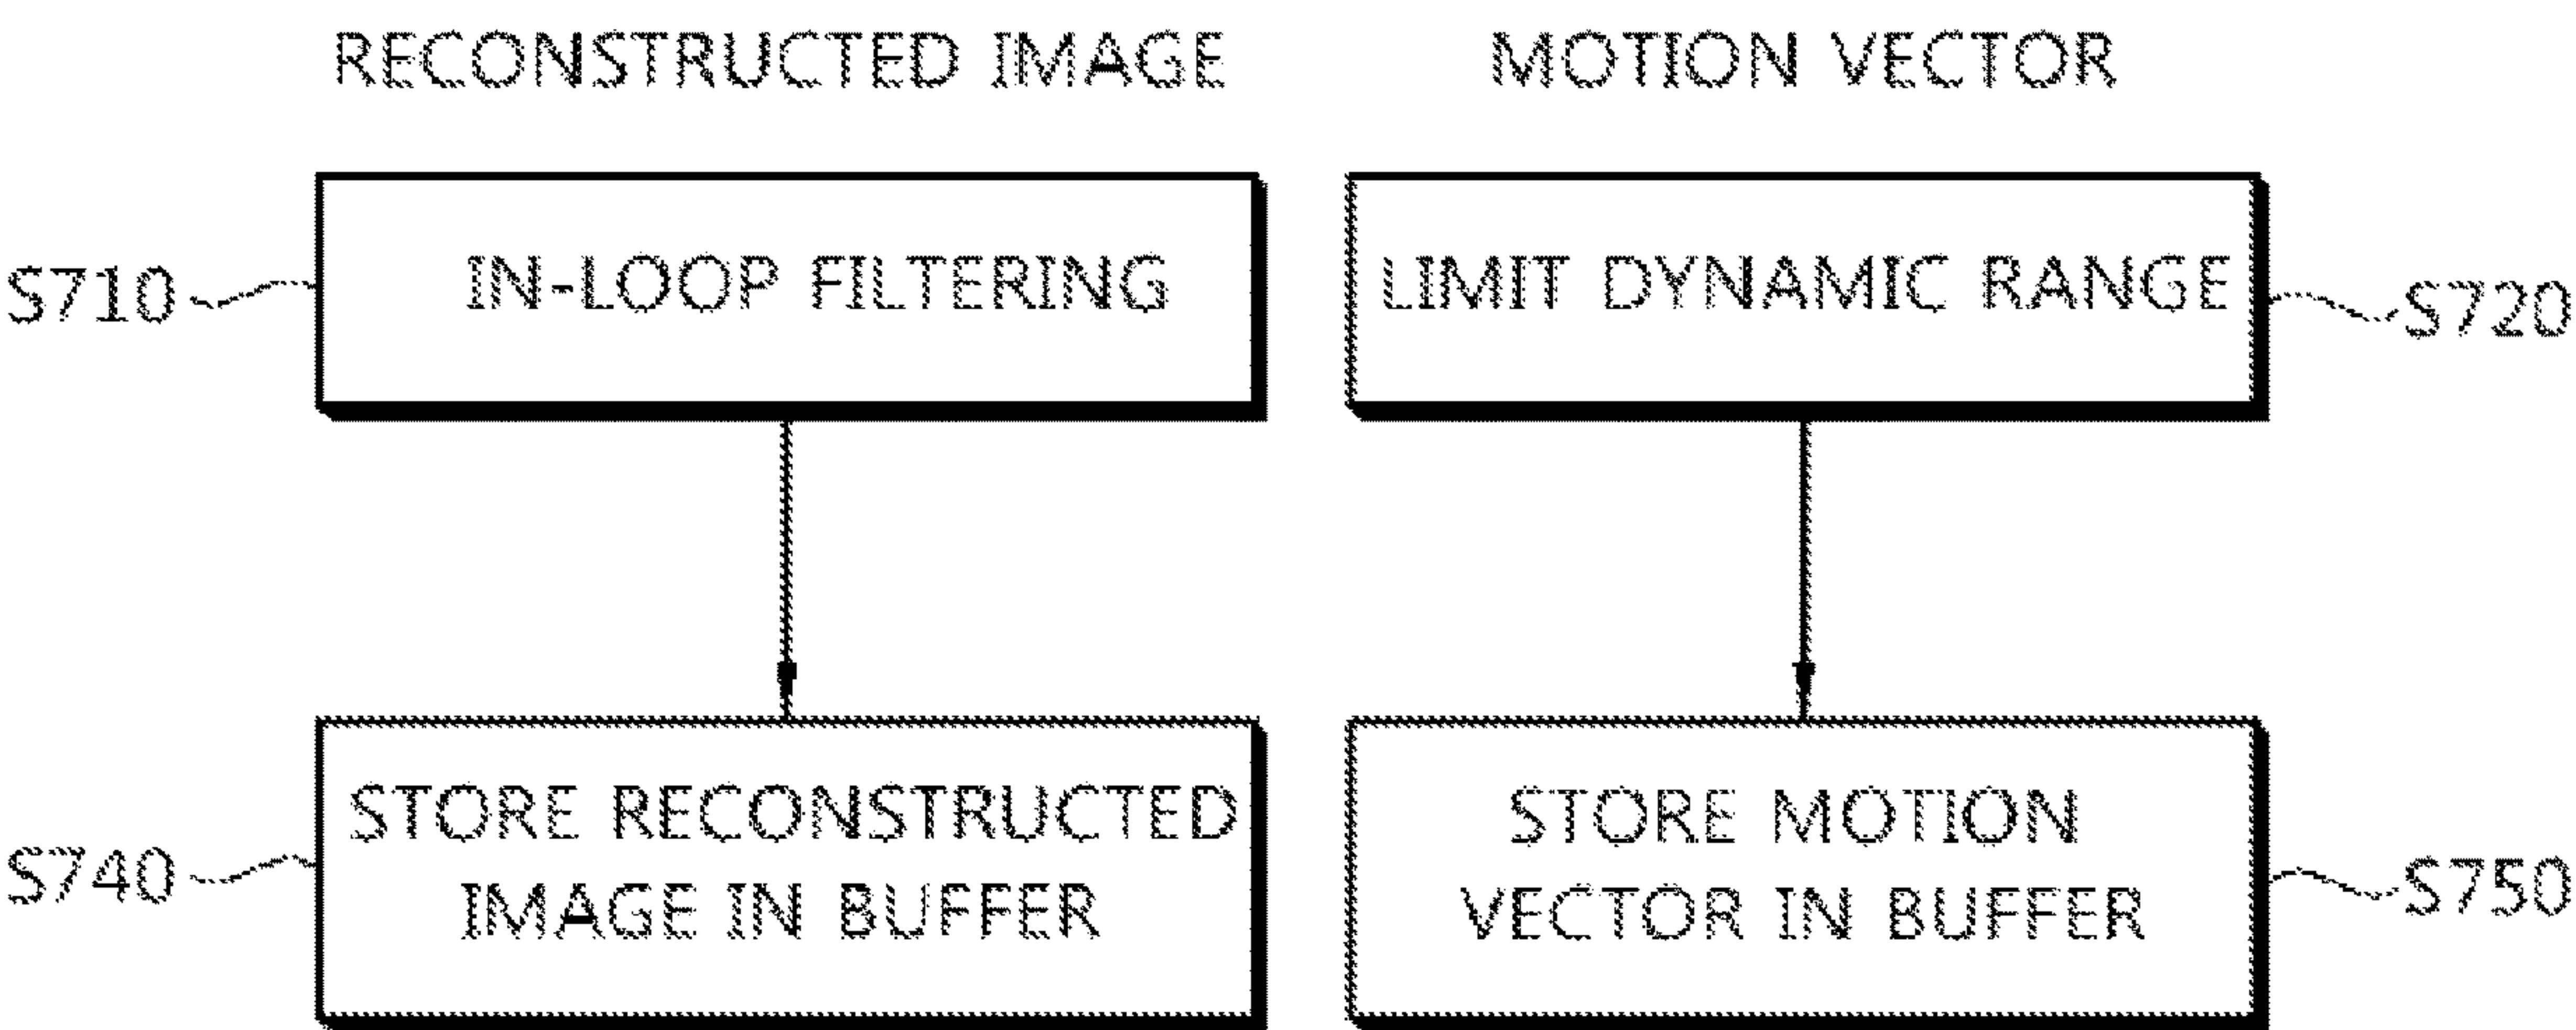 RECONSTRUCTED IMAGE
MOTION VECTOR
S710
IN-LOOP FILTERING
LIMIT DYNAMIC RANGE
S720
S740
STORE RECONSTRUCTED
IMAGE IN BUFFER
STORE MOTION
VECTOR IN BUFFER
S750